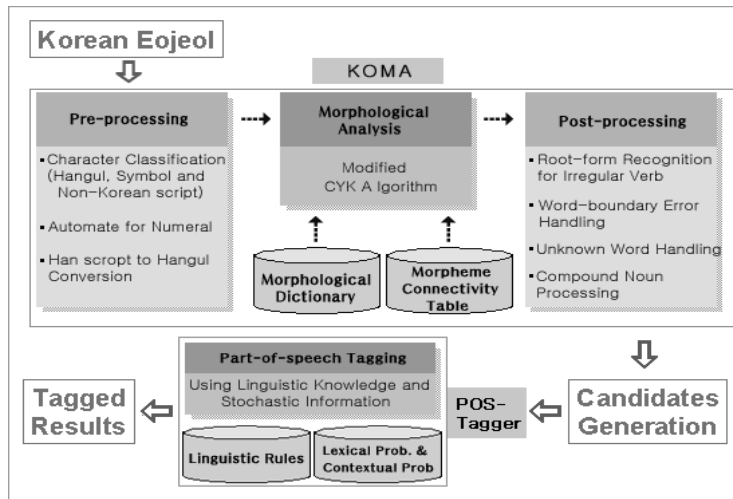 Korean Eojeol
KOMA
Pre-processing
▪ Character Classification
(Hangul, Symbol and
Non-Korean script)
▪ Automate for Numeral
▪ Han scropt to Hangul
Conversion
Morphological
Analysis
Modified
CYK A lgorithm
Morphological
Dictionary
Morpheme
Connectivity
Table
Post-processing
▪ Root-form Recognition
for Irregular Verb
▪ Word-boundary Error
Handling
▪ Unknown Word Handling
▪ Compound Noun
Processing
Candidates
Generation
POS-
Tagger
Part-of-speech Tagging
Using Linguistic Knowledge and
Stochastic Information
Linguistic Rules
Lexical Prob. &
Contextual Prob
Tagged
Results